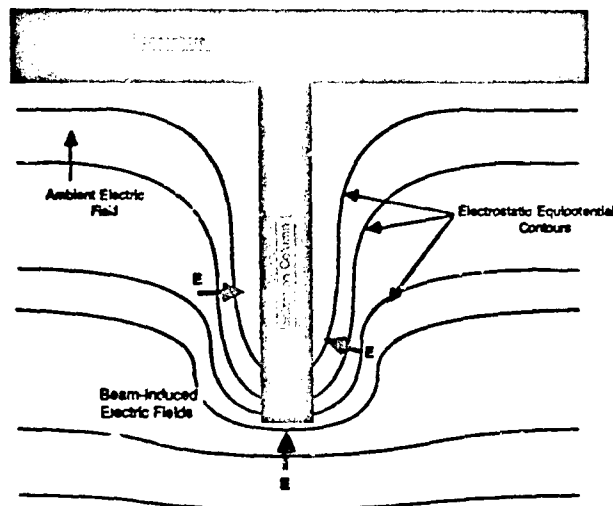 Ambient Electric
Field
Electrostatic Equipotential
Contours
E
E
Beam-Induced
Electric Fields
E